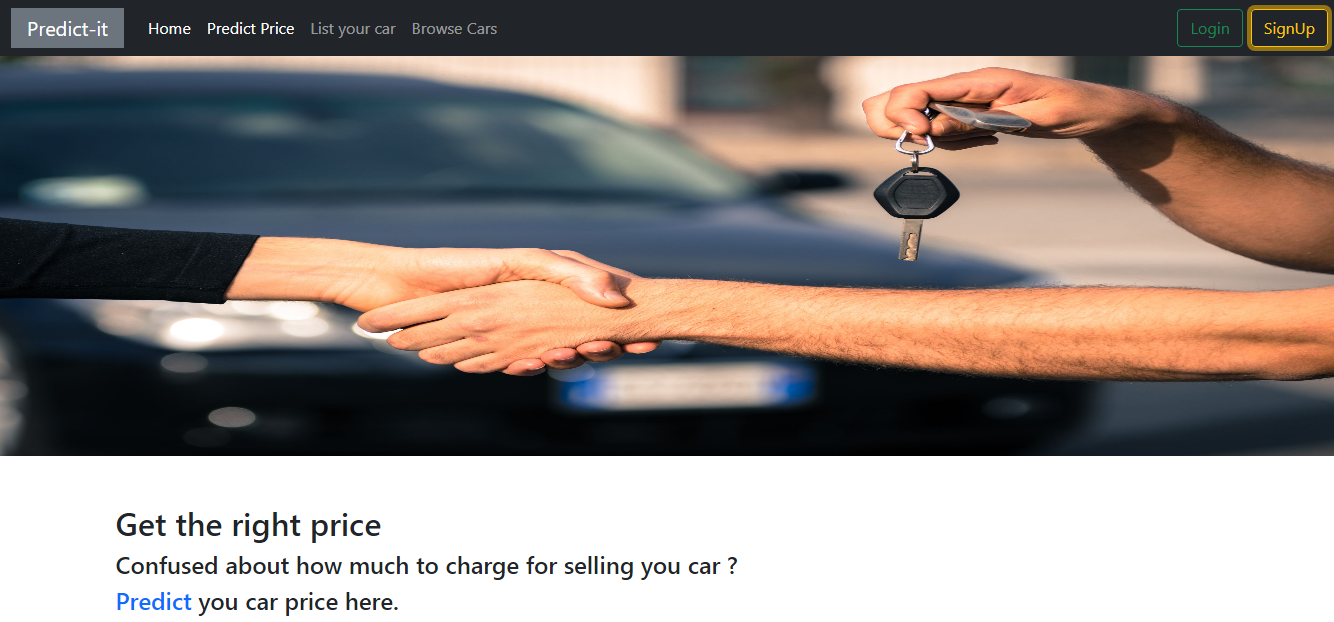 Predict-it Home Predict Price List your car Browse Cars Login SignUp
Get the right price
Confused about how much to charge for selling you car ?
Predict you car price here.